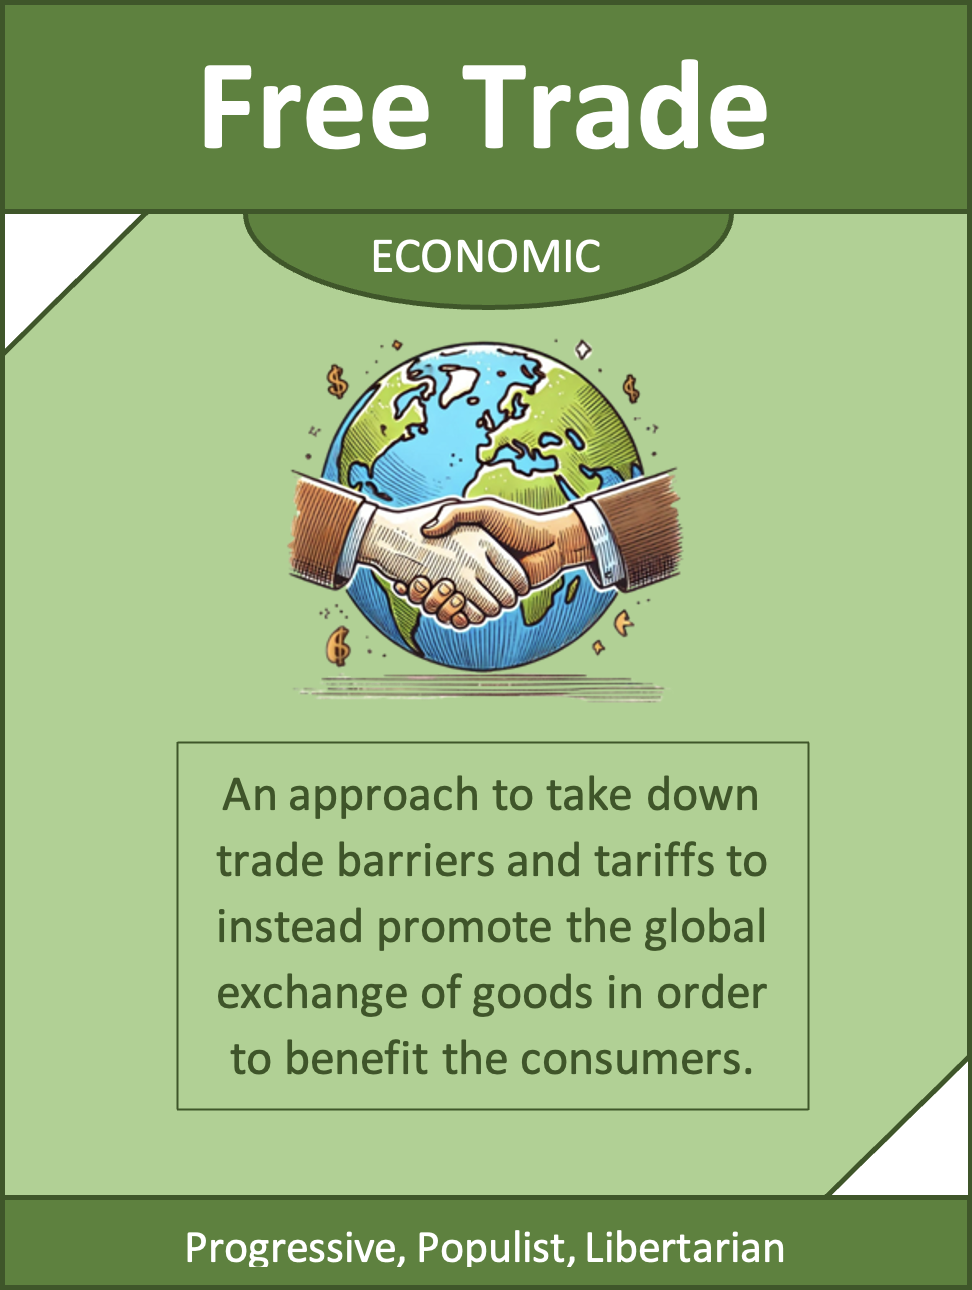 Free Trade
ECONOMIC
An approach to take down
trade barriers and tariffs to
instead promote the global
exchange of goods in order
to benefit the consumers.
Progressive, Populist, Libertarian